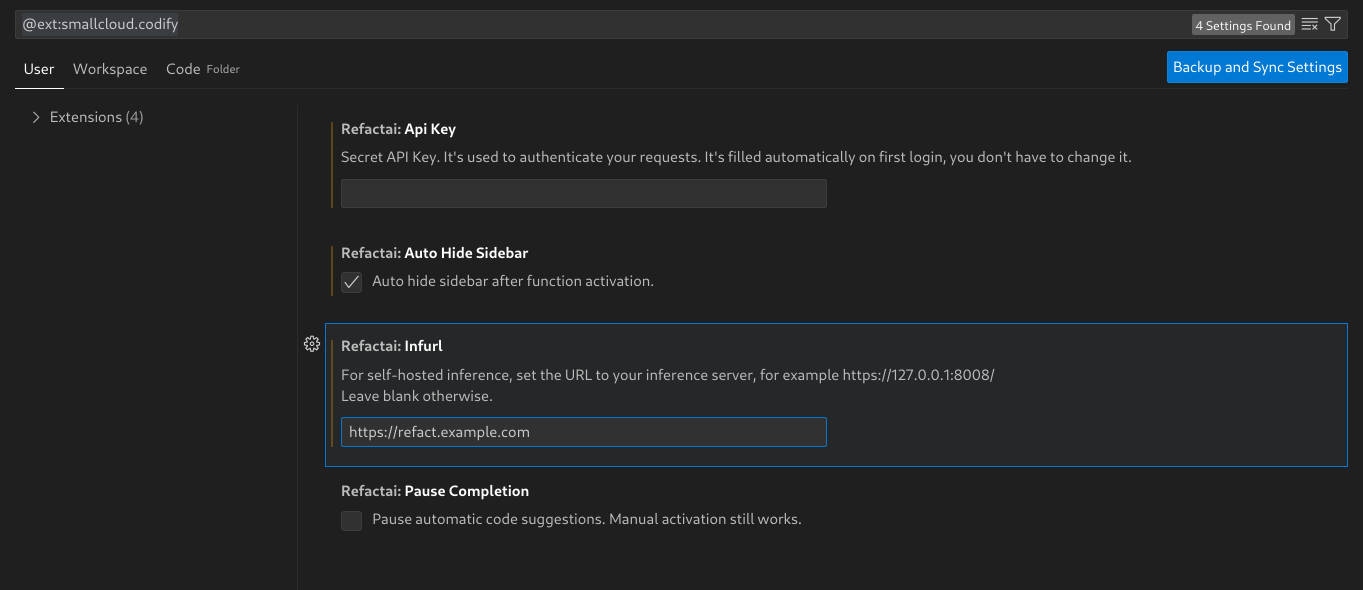 @ext:smallcloud.codify
4 Settings Found
User Workspace Code Folder
Backup and Sync Settings
Extensions (4)
Refactai: Api Key
Secret API Key. It's used to authenticate your requests. It's filled automatically on first login, you don't have to change it.
Refactai: Auto Hide Sidebar
Auto hide sidebar after function activation.
Refactai: Infurl
For self-hosted inference, set the URL to your inference server, for example https://127.0.0.1:8008/
Leave blank otherwise.
https://refact.example.com
Refactai: Pause Completion
Pause automatic code suggestions. Manual activation still works.